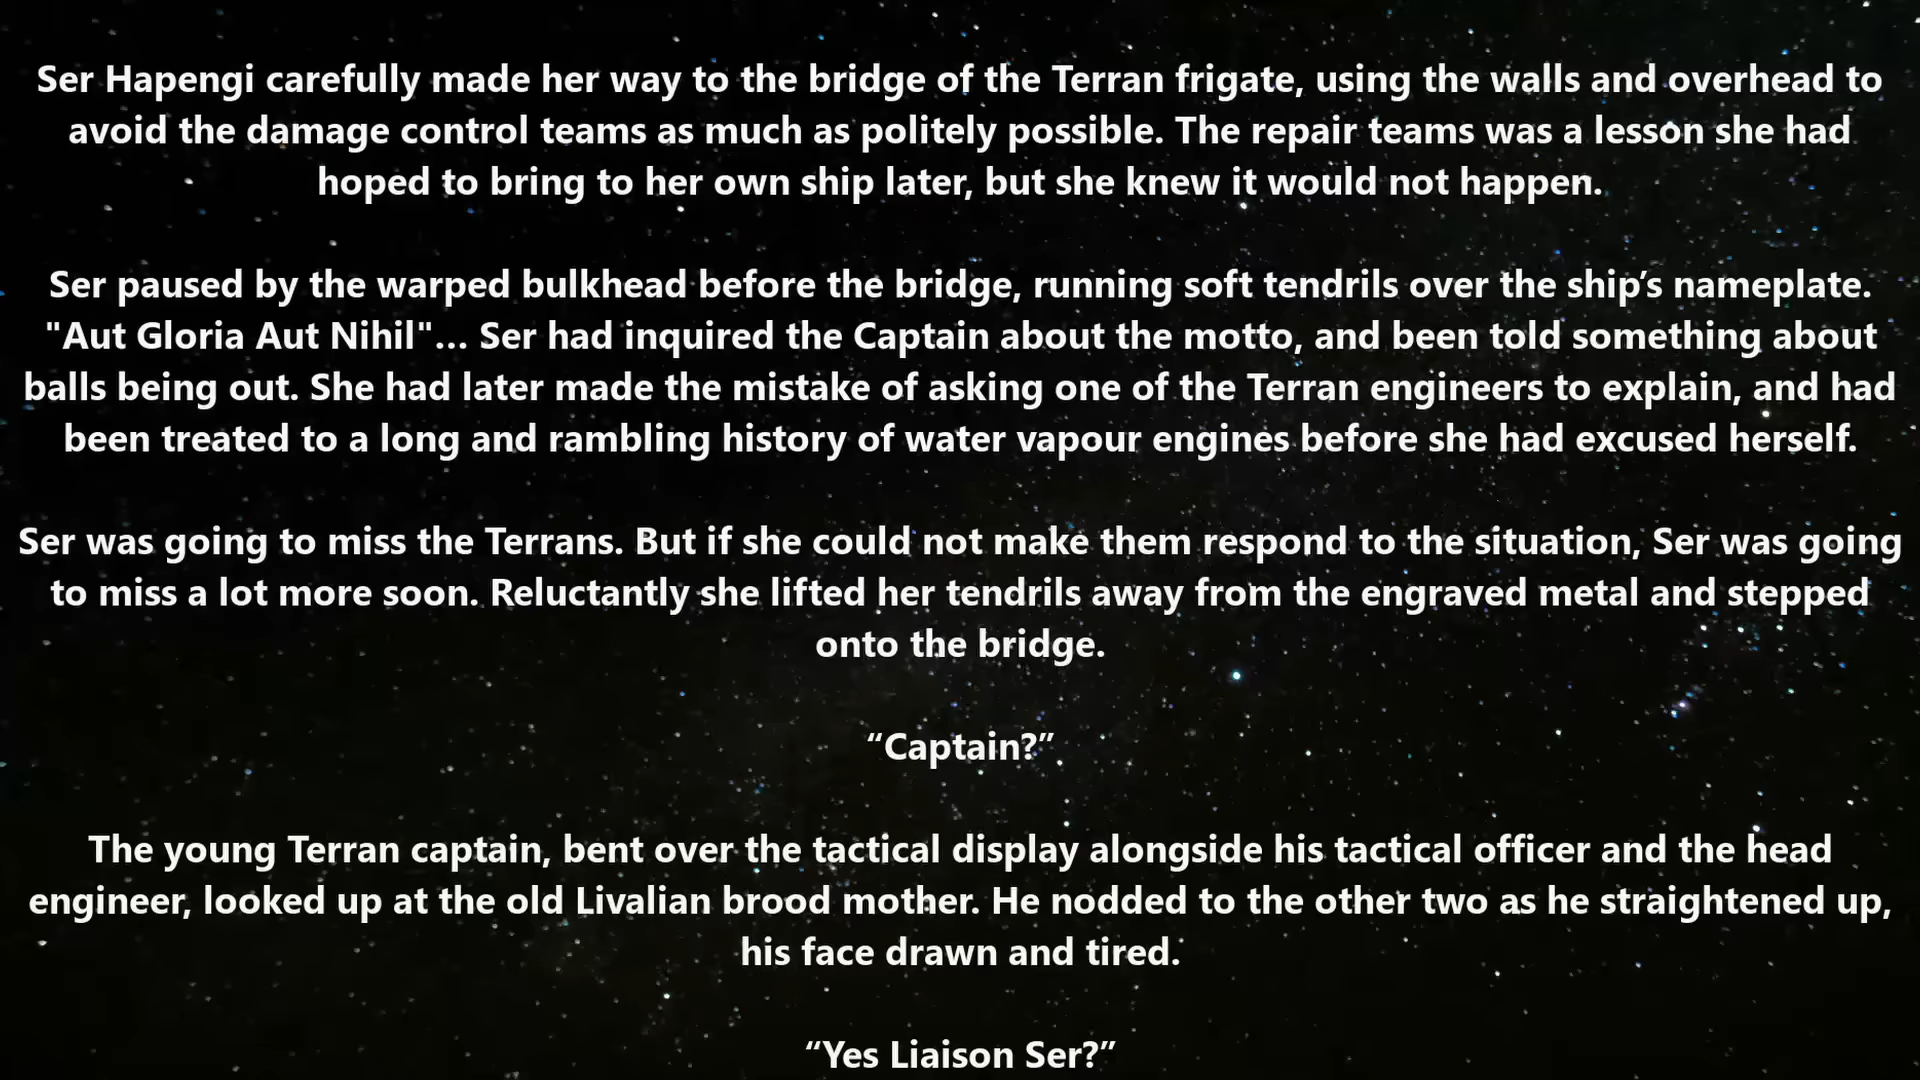 Ser Hapengi carefully made her way to the bridge of the Terran frigate, using the walls and overhead to
avoid the damage control teams as much as politely possible. The repair teams was a lesson she had
hoped to bring to her own ship later, but she knew it would not happen.
Ser paused by the warped bulkhead before the bridge, running soft tendrils over the ship’s nameplate.
"Aut Gloria Aut Nihil"… Ser had inquired the Captain about the motto, and been told something about
balls being out. She had later made the mistake of asking one of the Terran engineers to explain, and had
been treated to a long and rambling history of water vapour engines before she had excused herself.
Ser was going to miss the Terrans. But if she could not make them respond to the situation, Ser was going
to miss a lot more soon. Reluctantly she lifted her tendrils away from the engraved metal and stepped
onto the bridge.
“Captain?”
The young Terran captain, bent over the tactical display alongside his tactical officer and the head
engineer, looked up at the old Livalian brood mother. He nodded to the other two as he straightened up,
his face drawn and tired.
“Yes Liaison Ser?”